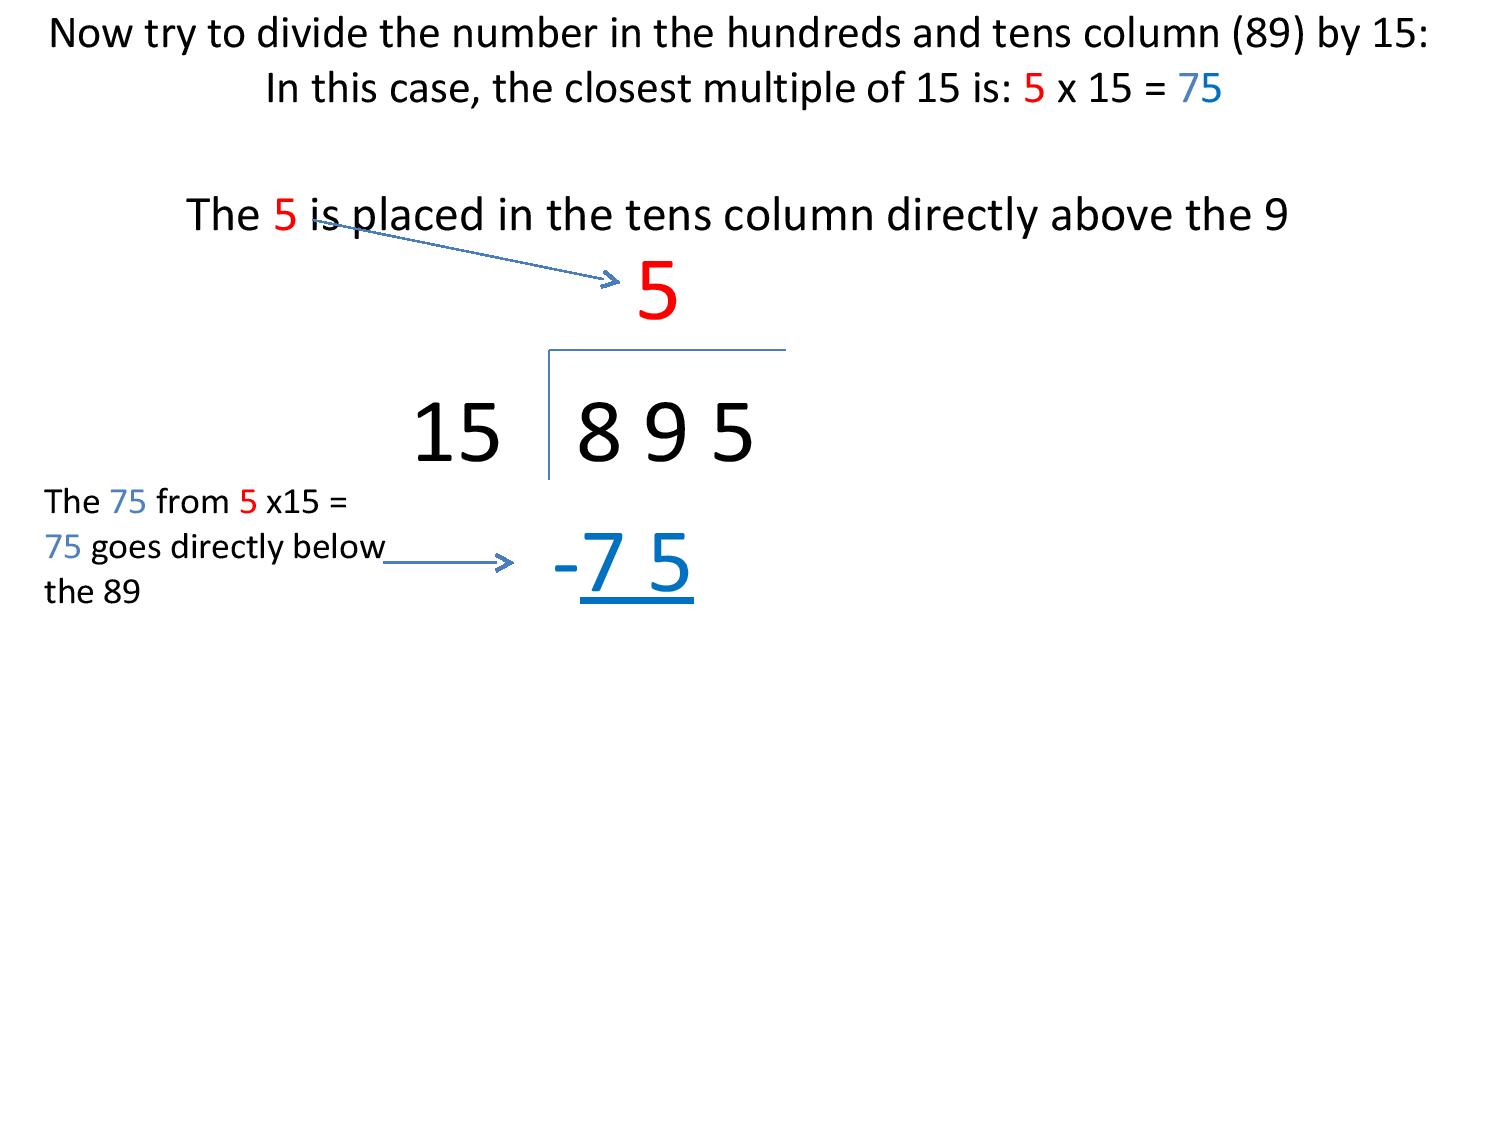 Now try to divide the number in the hundreds and tens column (89) by 15:
In this case, the closest multiple of 15 is: 5 x 15 = 75
The 5 is placed in the tens column directly above the 9
5
15 8 9 5
The 75 from 5 x15 =
75 goes directly below
the 89
-7 5